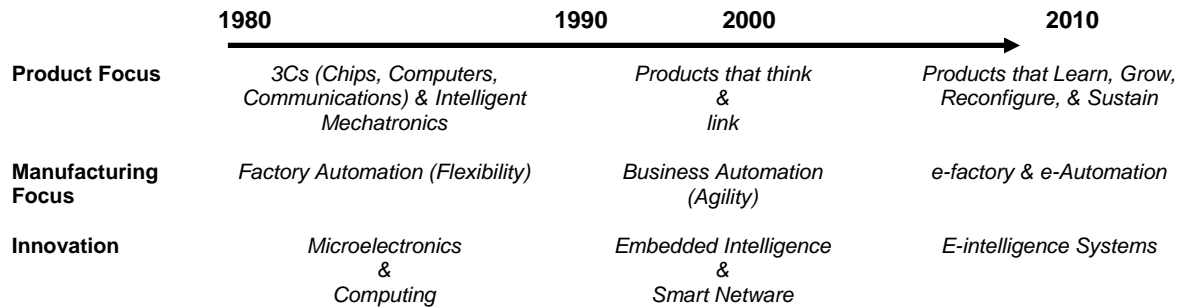 1980 1990 2000 2010
Product Focus
3Cs (Chips, Computers,
Communications) & Intelligent
Mechatronics
Products that think
&
link
Products that Learn, Grow,
Reconfigure, & Sustain
Manufacturing
Focus
Factory Automation (Flexibility)
Business Automation
(Agility)
e-factory & e-Automation
Innovation
Microelectronics
&
Computing
Embedded Intelligence
&
Smart Netware
E-intelligence Systems